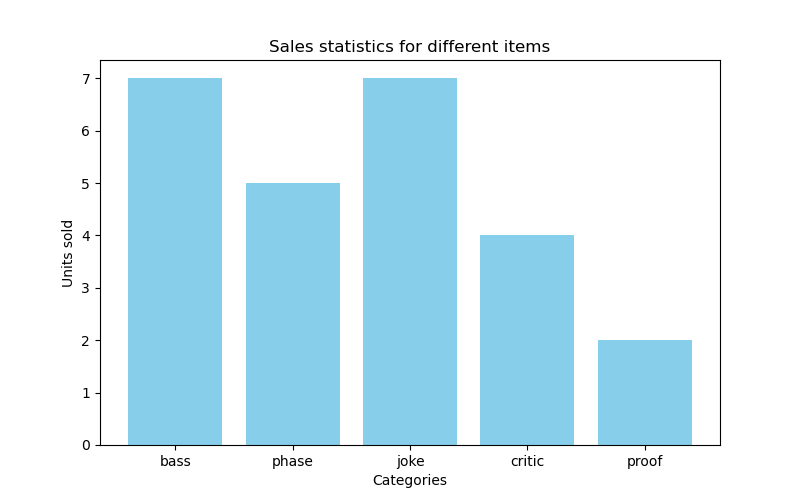 Sales statistics for different items
7
6
5
4
3
2
1
0
Units sold
bass phase joke critic proof
Categories